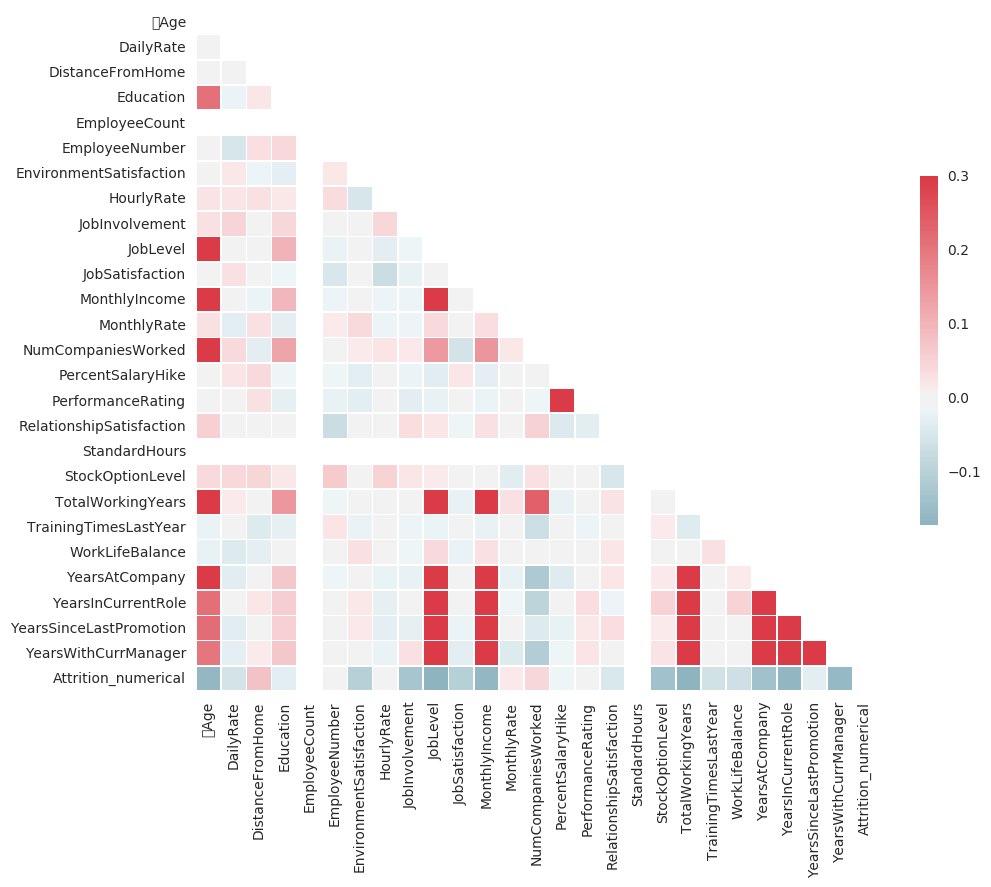 Age
DailyRate
DistanceFromHome
Education
EmployeeCount
EmployeeNumber
EnvironmentSatisfaction
HourlyRate
JobInvolvement
JobLevel
JobSatisfaction
MonthlyIncome
MonthlyRate
NumCompaniesWorked
PercentSalaryHike
PerformanceRating
RelationshipSatisfaction
StandardHours
StockOptionLevel
TotalWorkingYears
TrainingTimesLastYear
WorkLifeBalance
YearsAtCompany
YearsInCurrentRole
YearsSinceLastPromotion
YearsWithCurrManager
Attrition_numerical
Age
DailyRate
DistanceFromHome
Education
EmployeeCount
EmployeeNumber
EnvironmentSatisfaction
HourlyRate
JobInvolvement
JobLevel
JobSatisfaction
MonthlyIncome
MonthlyRate
NumCompaniesWorked
PercentSalaryHike
PerformanceRating
RelationshipSatisfaction
StandardHours
StockOptionLevel
TotalWorkingYears
TrainingTimesLastYear
WorkLifeBalance
YearsAtCompany
YearsInCurrentRole
YearsSinceLastPromotion
YearsWithCurrManager
Attrition_numerical
0.3
0.2
0.1
0.0
−0.1